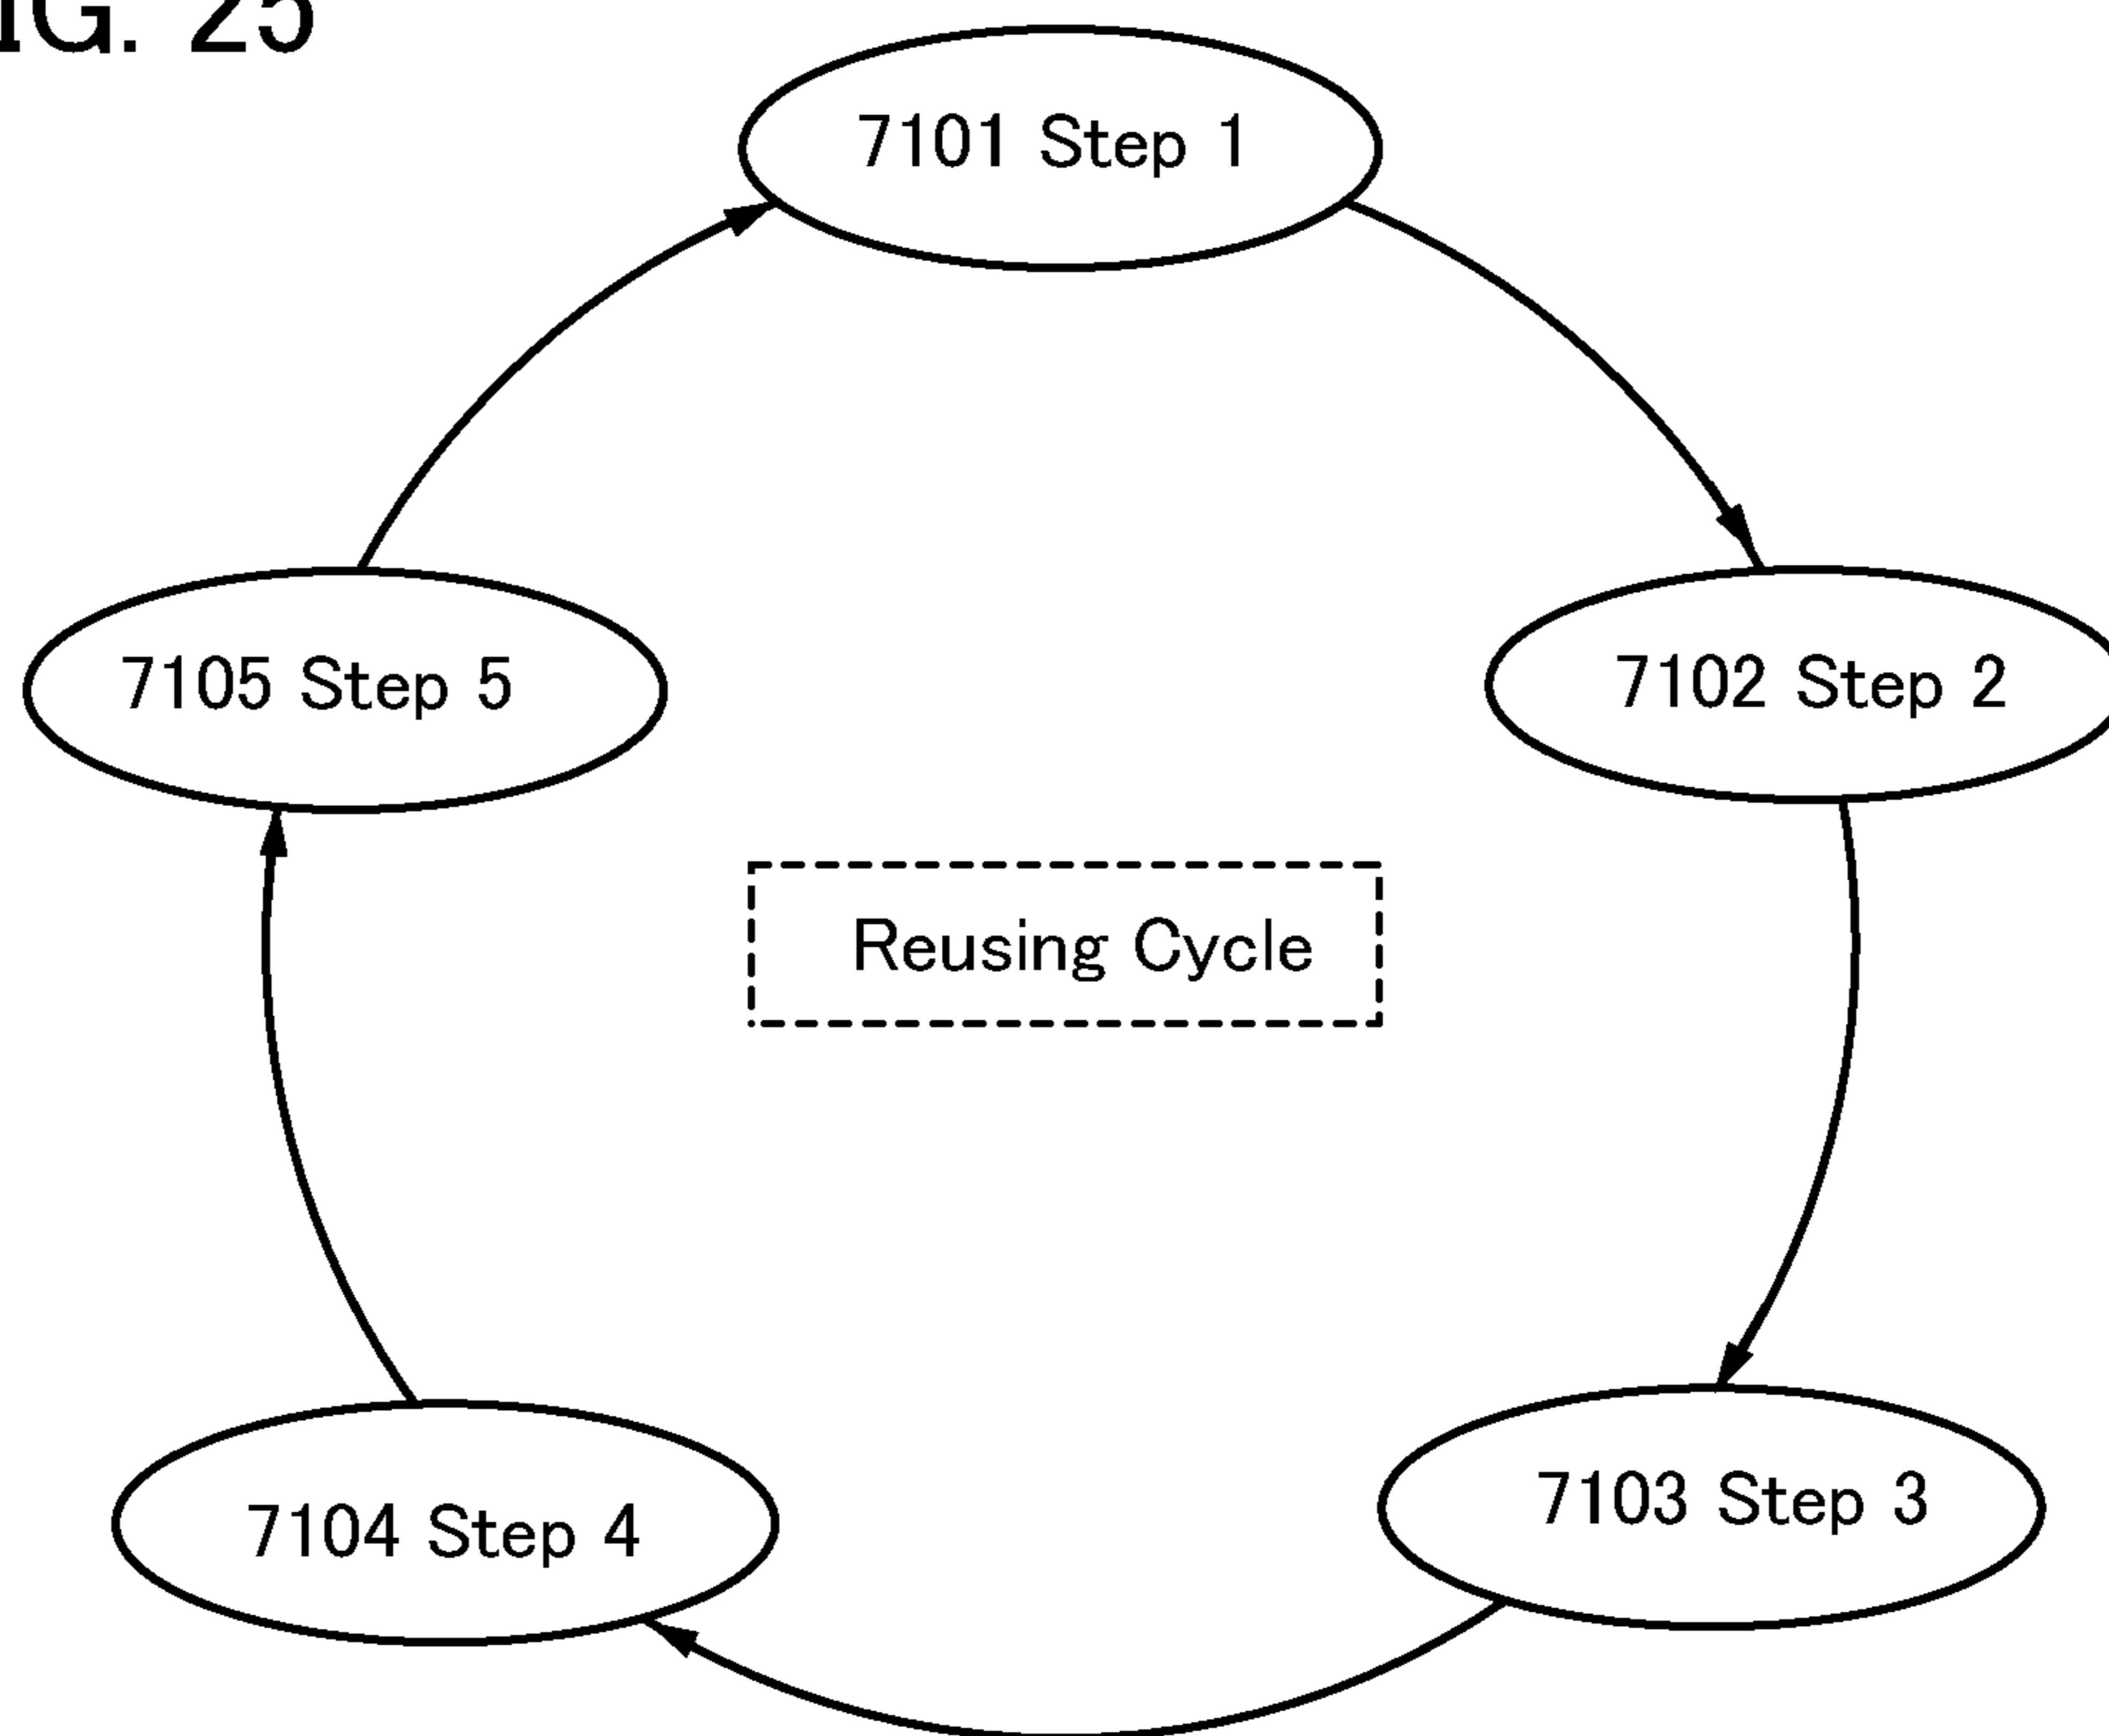 IG. 25
7101 Step 1
7105 Step 5
7102 Step 2
Reusing Cycle
7104 Step 4
7103 Step 3